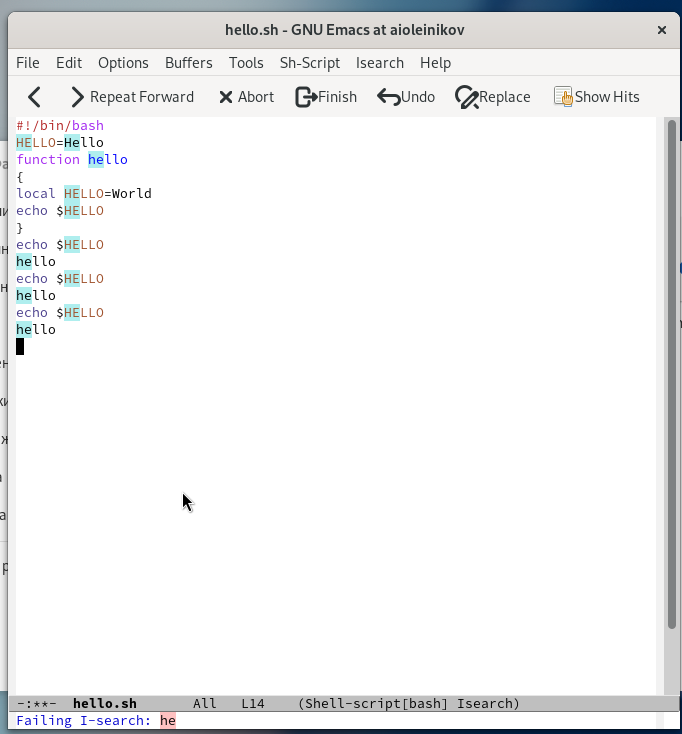 hello.sh - GNU Emacs at aioleinikov
File Edit Options Buffers Tools Sh-Script Isearch Help
Repeat Forward Abort Finish Undo Replace Show Hits
#!/bin/bash
HELLO=Hello
function hello
{
local HELLO=World
echo $HELLO
}
echo $HELLO
hello
echo $HELLO
hello
echo $HELLO
hello
-:**- hello.sh All L14 (Shell-script[bash] Isearch)
Failing I-search: he